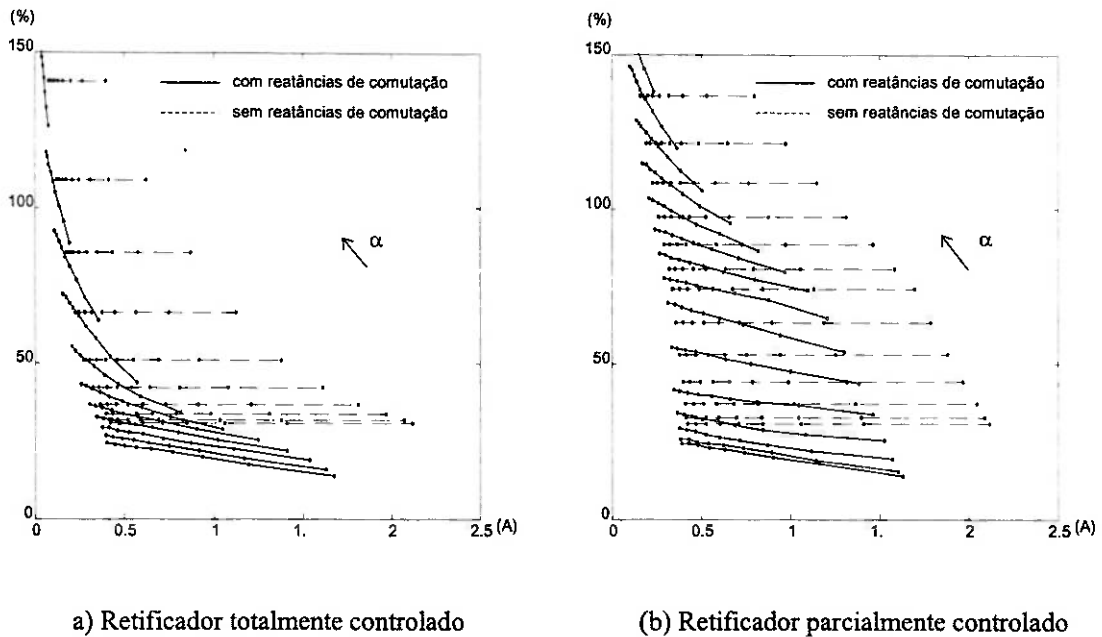 (%)
150
com reatâncias de comutação
sem reatâncias de comutação
100
α
50
0
0 0.5 1 1. 2 2.5
(A)
a) Retificador totalmente controlado
(%)
150
com reatâncias de comutação
sem reatâncias de comutação
100
α
50
0
0 0.5 1 1. 2 2.5
(A)
(b) Retificador parcialmente controlado